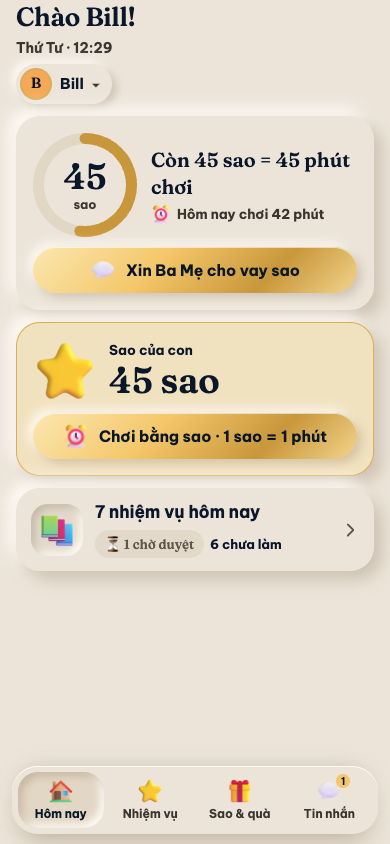 Chào Bill!
Thứ Tư · 12:29
B Bill
45
sao
Còn 45 sao = 45 phút
chơi
Hôm nay chơi 42 phút
Xin Ba Mẹ cho vay sao
Sao của con
45 sao
Chơi bằng sao · 1 sao = 1 phút
7 nhiệm vụ hôm nay
1 chờ duyệt 6 chưa làm
1
Hôm nay Nhiệm vụ Sao & quà Tin nhắn